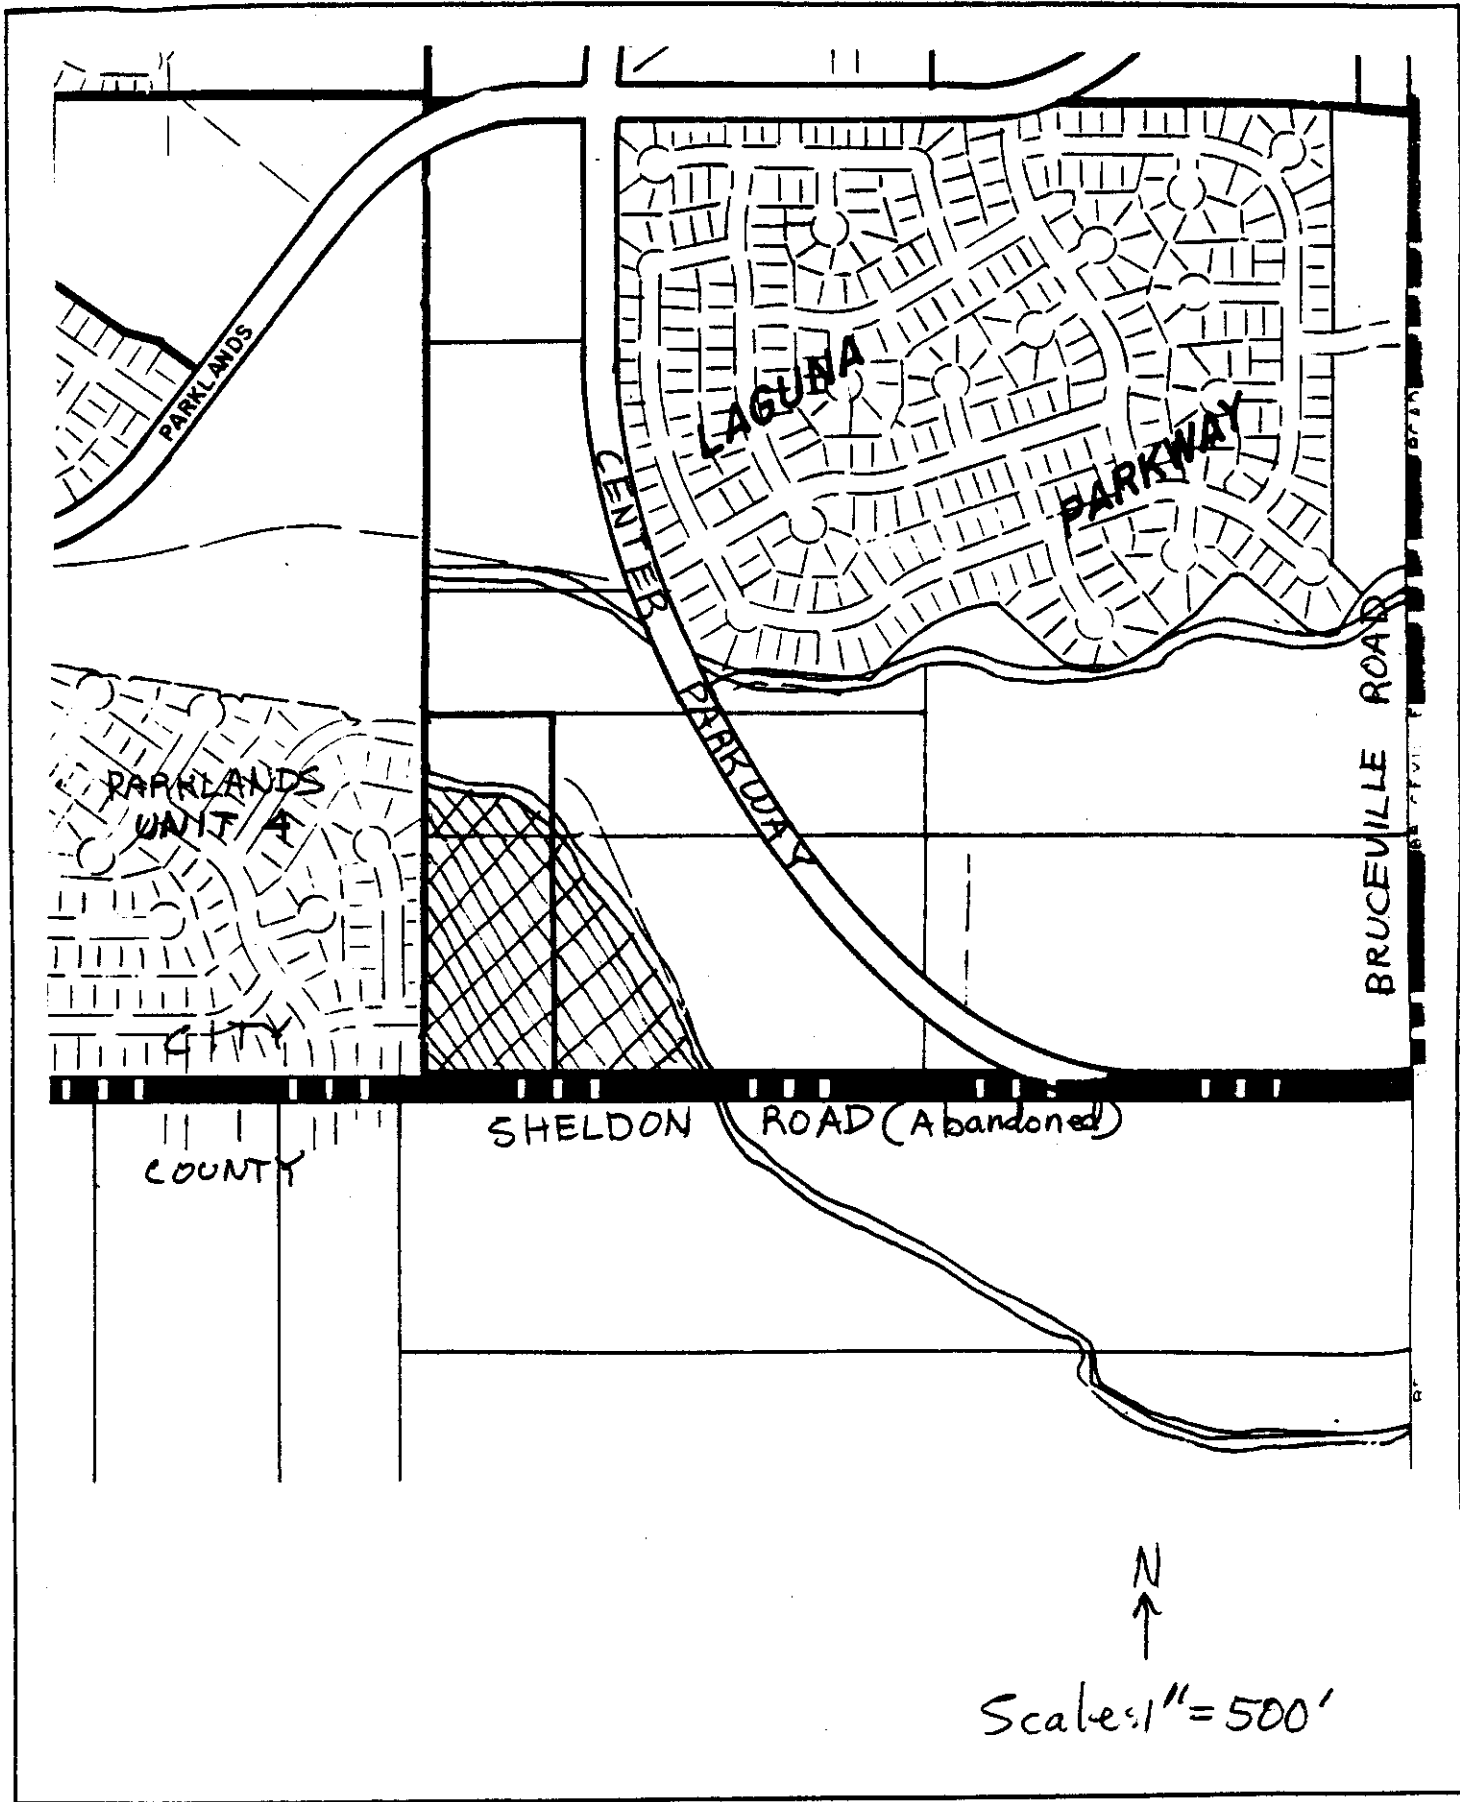 PARKLANDS
LAGUNA
PARKWAY
CENTER
PARKWAY
BRUCEVILLE ROAD
PARKLANDS
UNIT 4
CITY
SHELDON ROAD (Abandoned)
COUNTY
N
Scale: 1" = 500'